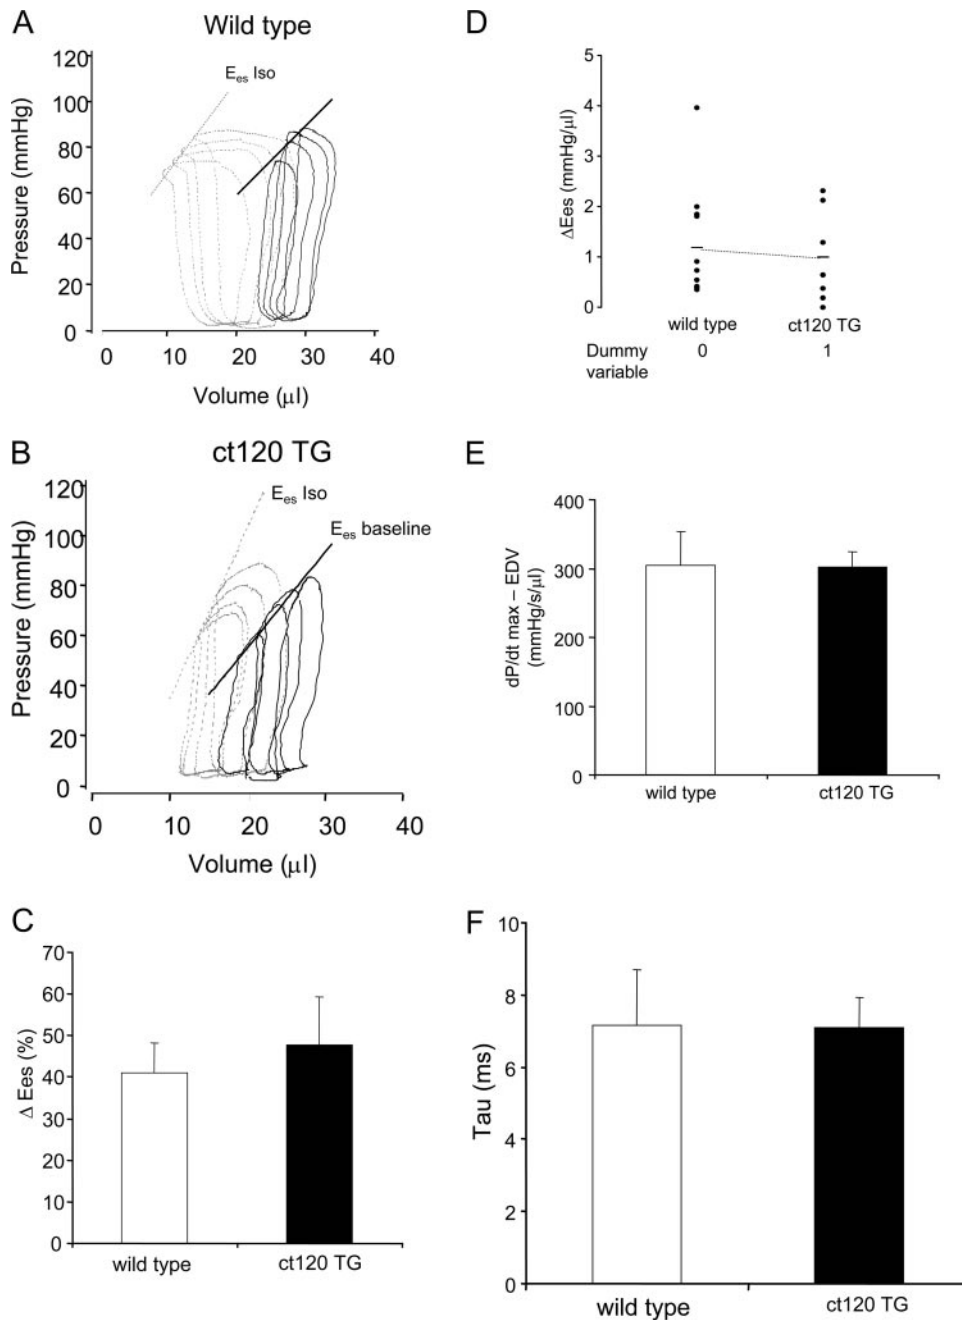 A
Wild type
E_es Iso
Pressure (mmHg)
120
100
80
60
40
20
0
0 10 20 30 40
Volume (μl)
B
ct120 TG
E_es Iso
E_es baseline
Pressure (mmHg)
120
100
80
60
40
20
0
0 10 20 30 40
Volume (μl)
C
Δ Ees (%)
70
60
50
40
30
20
10
0
wild type ct120 TG
D
ΔEes (mmHg/μl)
5
4
3
2
1
0
wild type ct120 TG
Dummy 0 1
variable
E
dP/dt max – EDV
(mmHg/s/μl)
400
300
200
100
0
wild type ct120 TG
F
Tau (ms)
10
8
6
4
2
0
wild type ct120 TG